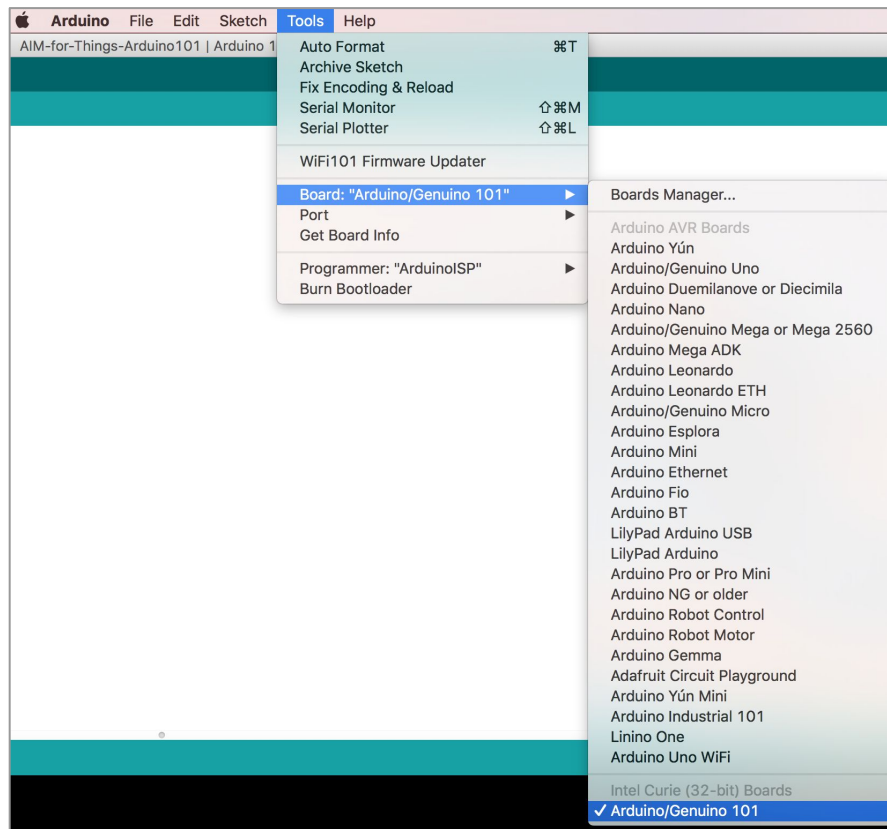 Arduino File Edit Sketch Tools Help
AIM-for-Things-Arduino101 | Arduino 1
Auto Format ⌘T
Archive Sketch
Fix Encoding & Reload
Serial Monitor ⇧⌘M
Serial Plotter ⇧⌘L
WiFi101 Firmware Updater
Board: "Arduino/Genuino 101" ▶
Port ▶
Get Board Info
Programmer: "ArduinoISP" ▶
Burn Bootloader
Boards Manager...
Arduino AVR Boards
Arduino Yún
Arduino/Genuino Uno
Arduino Duemilanove or Diecimila
Arduino Nano
Arduino/Genuino Mega or Mega 2560
Arduino Mega ADK
Arduino Leonardo
Arduino Leonardo ETH
Arduino/Genuino Micro
Arduino Esplora
Arduino Mini
Arduino Ethernet
Arduino Fio
Arduino BT
LilyPad Arduino USB
LilyPad Arduino
Arduino Pro or Pro Mini
Arduino NG or older
Arduino Robot Control
Arduino Robot Motor
Arduino Gemma
Adafruit Circuit Playground
Arduino Yún Mini
Arduino Industrial 101
Linino One
Arduino Uno WiFi
Intel Curie (32-bit) Boards
✓ Arduino/Genuino 101